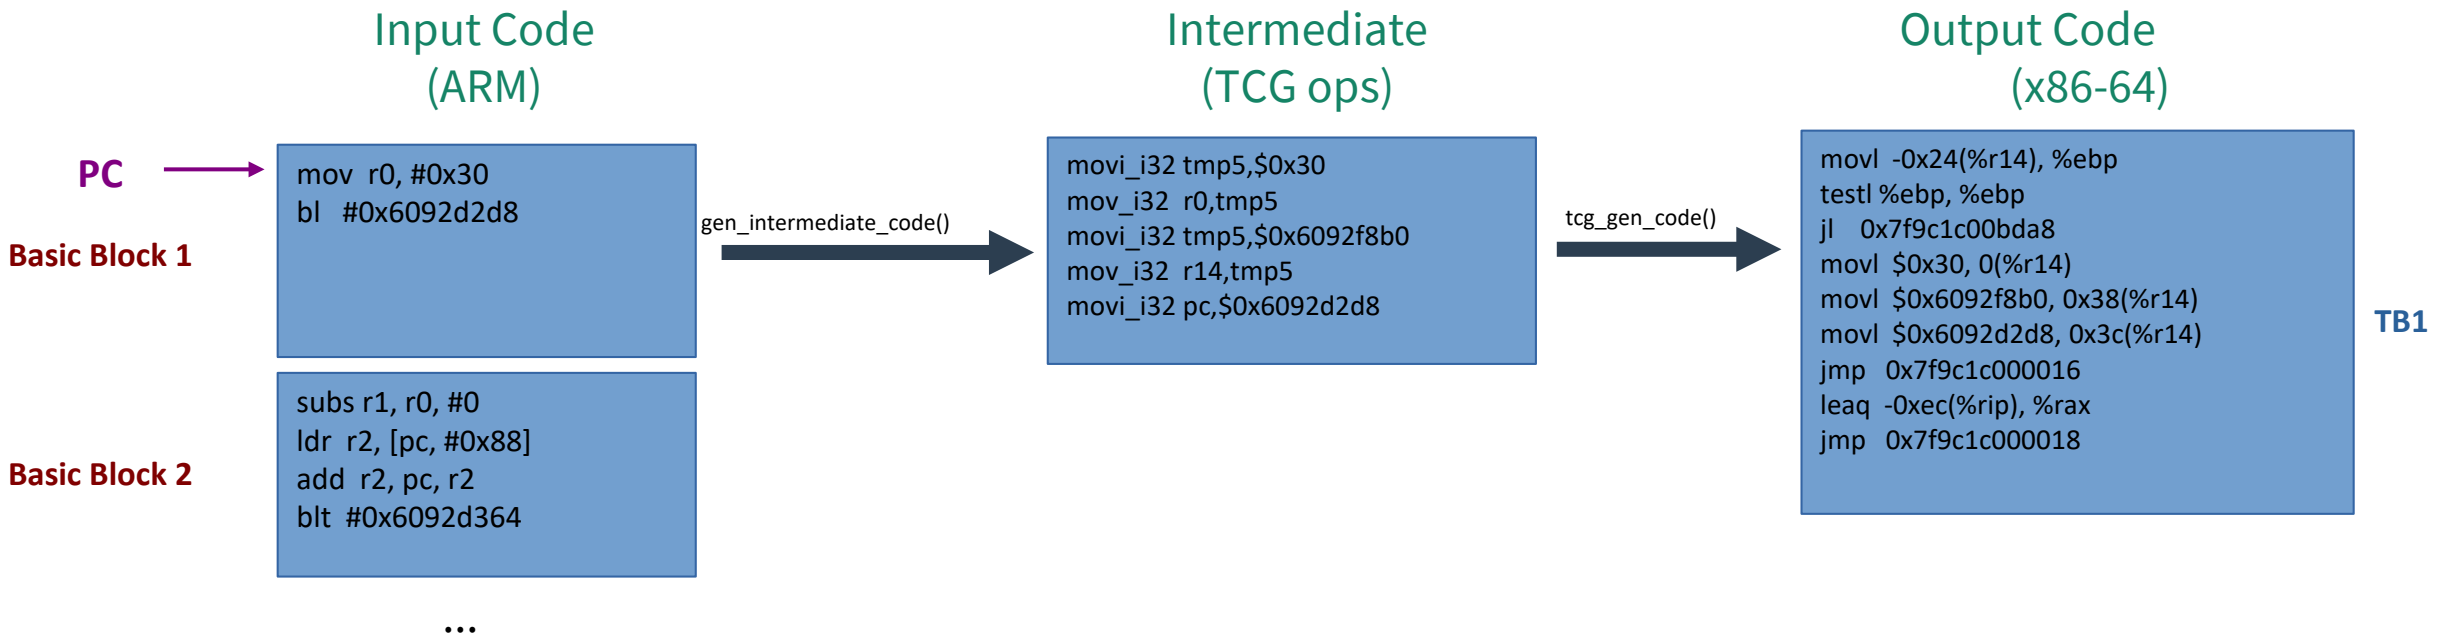 Input Code
(ARM)
Intermediate
(TCG ops)
Output Code
(x86-64)
PC
Basic Block 1
mov r0, #0x30
bl #0x6092d2d8
gen_intermediate_code()
movi_i32 tmp5,$0x30
mov_i32 r0,tmp5
movi_i32 tmp5,$0x6092f8b0
mov_i32 r14,tmp5
movi_i32 pc,$0x6092d2d8
tcg_gen_code()
movl -0x24(%r14), %ebp
testl %ebp, %ebp
jl 0x7f9c1c00bda8
movl $0x30, 0(%r14)
movl $0x6092f8b0, 0x38(%r14)
movl $0x6092d2d8, 0x3c(%r14)
jmp 0x7f9c1c000016
leaq -0xec(%rip), %rax
jmp 0x7f9c1c000018
TB1
Basic Block 2
subs r1, r0, #0
ldr r2, [pc, #0x88]
add r2, pc, r2
blt #0x6092d364
...